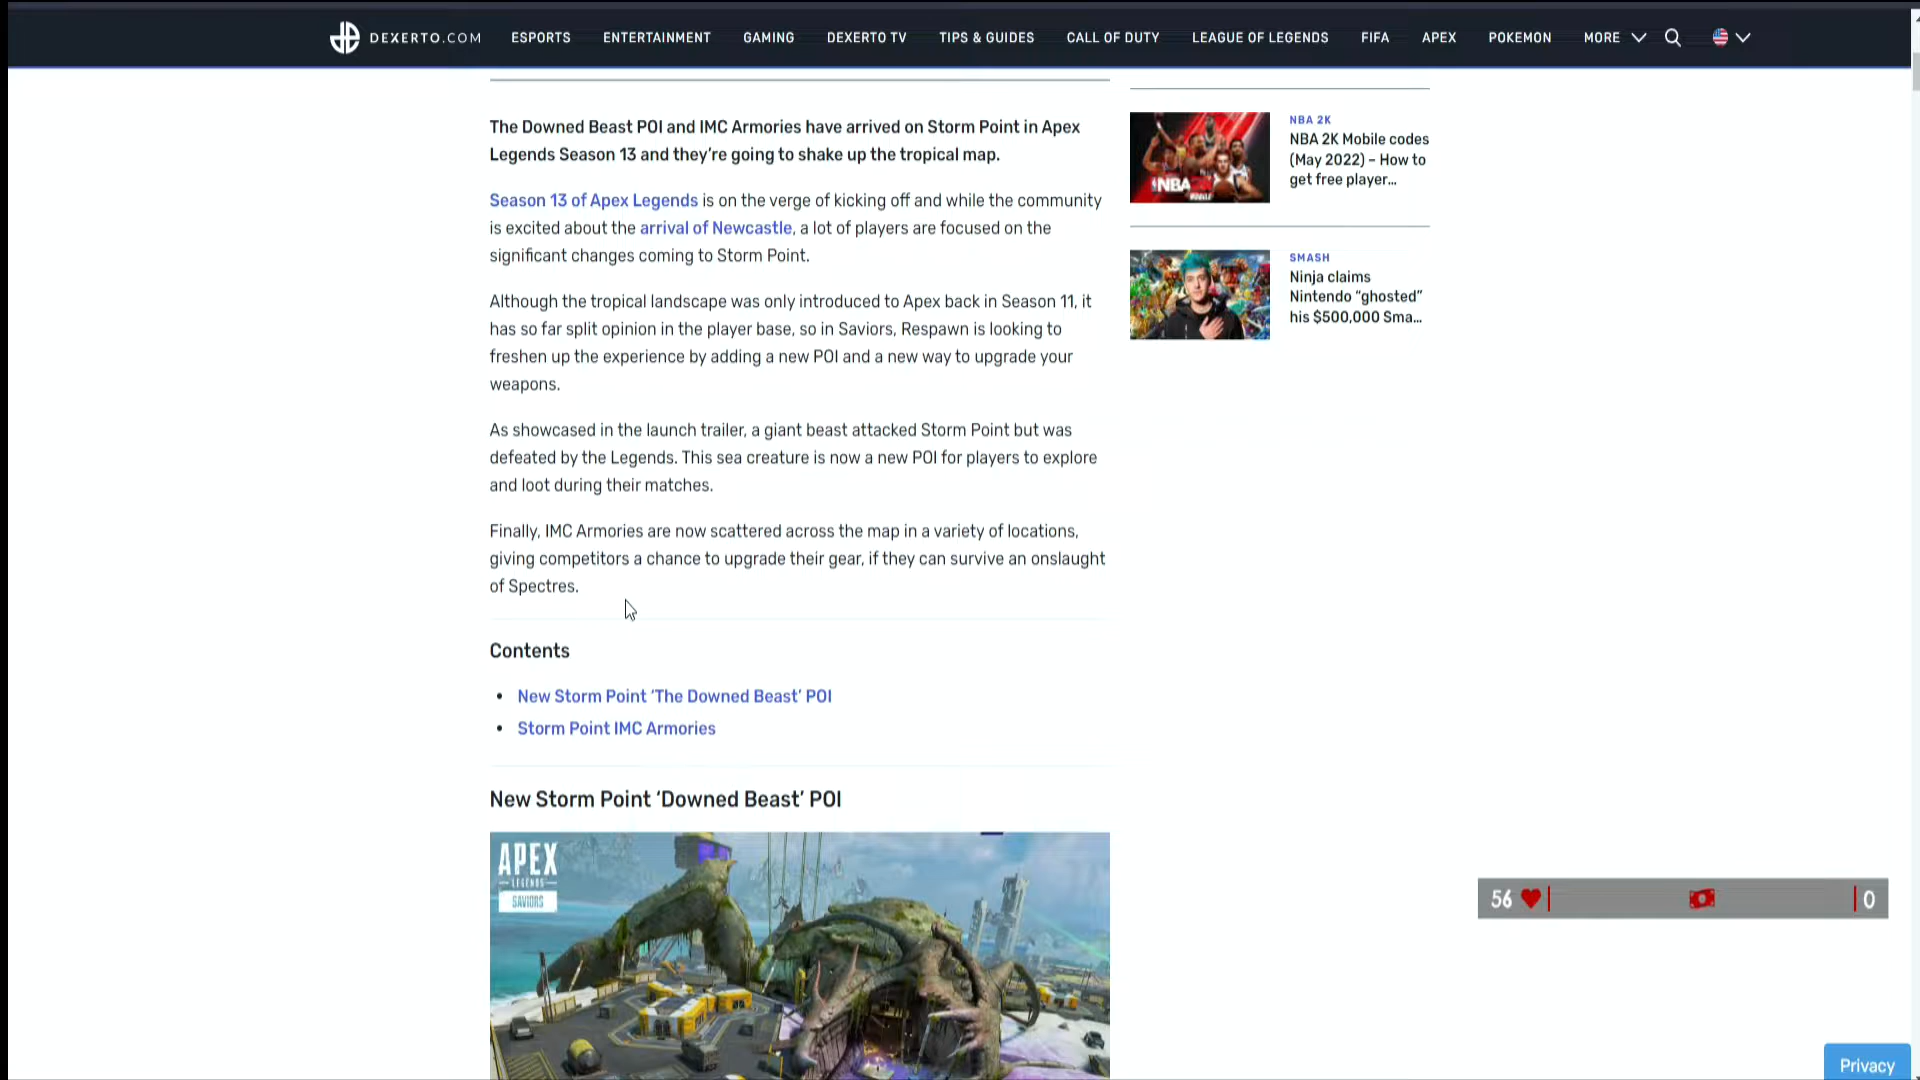 DEXERTO.COM ESPORTS ENTERTAINMENT GAMING DEXERTO TV TIPS & GUIDES CALL OF DUTY LEAGUE OF LEGENDS FIFA APEX POKEMON MORE
The Downed Beast POI and IMC Armories have arrived on Storm Point in Apex
Legends Season 13 and they're going to shake up the tropical map.
Season 13 of Apex Legends is on the verge of kicking off and while the community
is excited about the arrival of Newcastle, a lot of players are focused on the
significant changes coming to Storm Point.
Although the tropical landscape was only introduced to Apex back in Season 11, it
has so far split opinion in the player base, so in Saviors, Respawn is looking to
freshen up the experience by adding a new POI and a new way to upgrade your
weapons.
As showcased in the launch trailer, a giant beast attacked Storm Point but was
defeated by the Legends. This sea creature is now a new POI for players to explore
and loot during their matches.
Finally, IMC Armories are now scattered across the map in a variety of locations,
giving competitors a chance to upgrade their gear, if they can survive an onslaught
of Spectres.
Contents
• New Storm Point ‘The Downed Beast’ POI
• Storm Point IMC Armories
New Storm Point ‘Downed Beast’ POI
APEX
LEGENDS
SAVIORS
NBA 2K
NBA 2K Mobile codes
(May 2022) – How to
get free player...
NBA
MOBILE
SMASH
Ninja claims
Nintendo “ghosted”
his $500,000 Sma...
56 0
Privacy